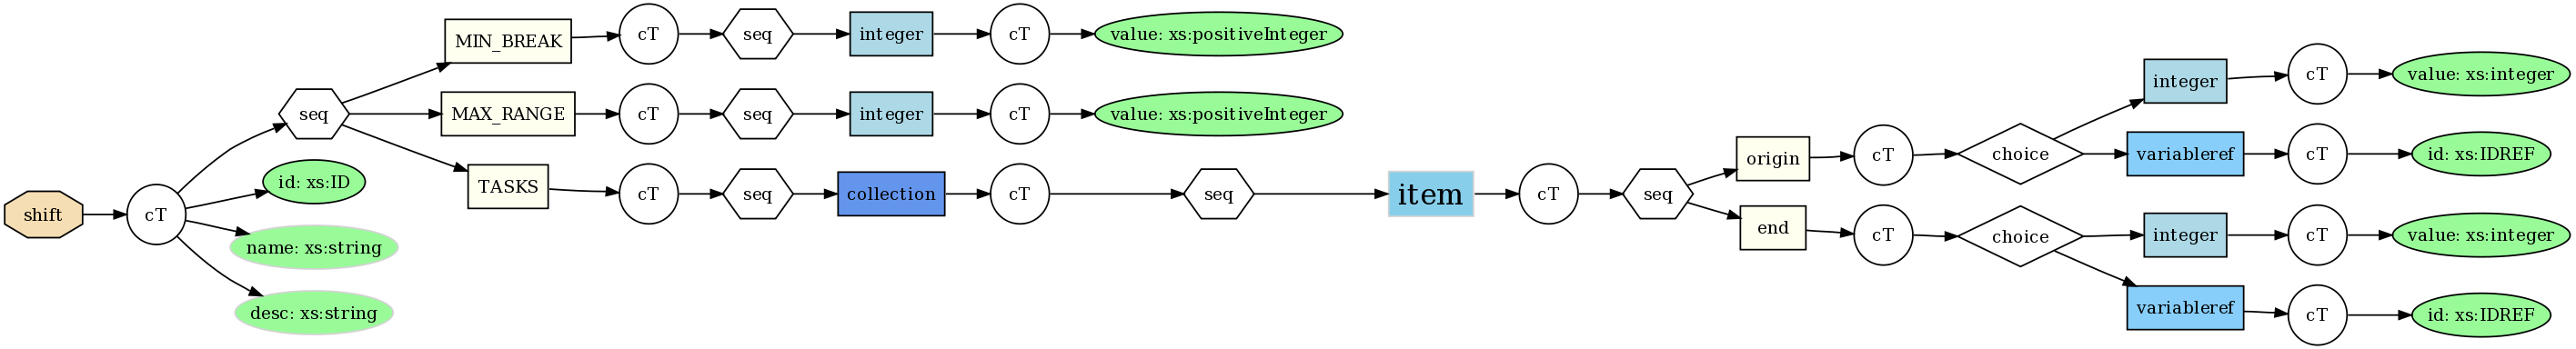 shift
cT
seq
id: xs:ID
name: xs:string
desc: xs:string
MIN_BREAK
cT
seq
integer
cT
value: xs:positiveInteger
MAX_RANGE
cT
seq
integer
cT
value: xs:positiveInteger
TASKS
cT
seq
collection
cT
seq
item
cT
seq
origin
cT
choice
integer
cT
value: xs:integer
variableref
cT
id: xs:IDREF
end
cT
choice
integer
cT
value: xs:integer
variableref
cT
id: xs:IDREF